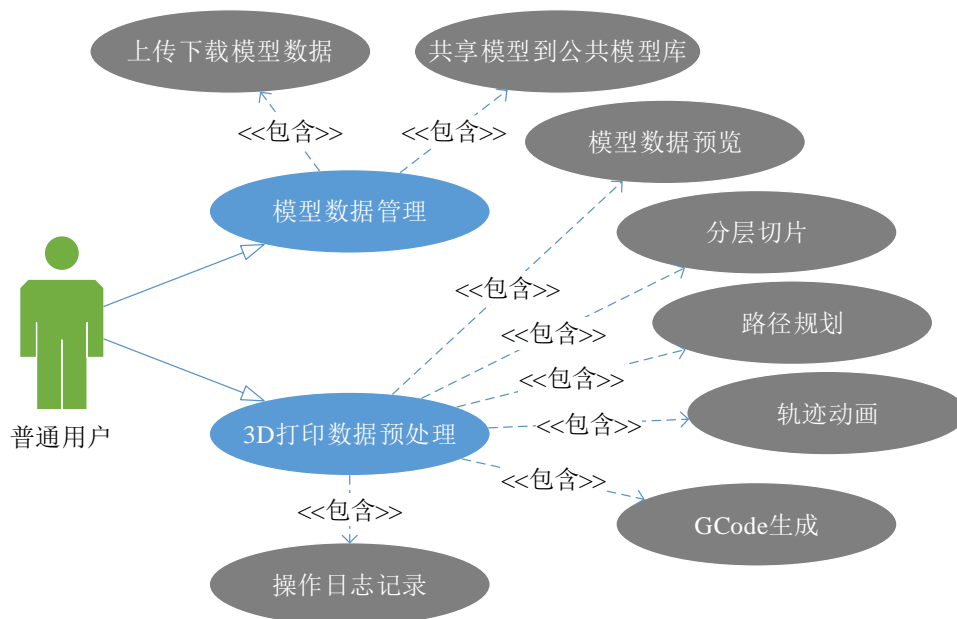 上传下载模型数据
共享模型到公共模型库
<<包含>>
<<包含>>
模型数据预览
模型数据管理
分层切片
<<包含>>
路径规划
<<包含>>
<<包含>>
轨迹动画
普通用户
3D打印数据预处理
<<包含>>
<<包含>>
<<包含>>
GCode生成
操作日志记录